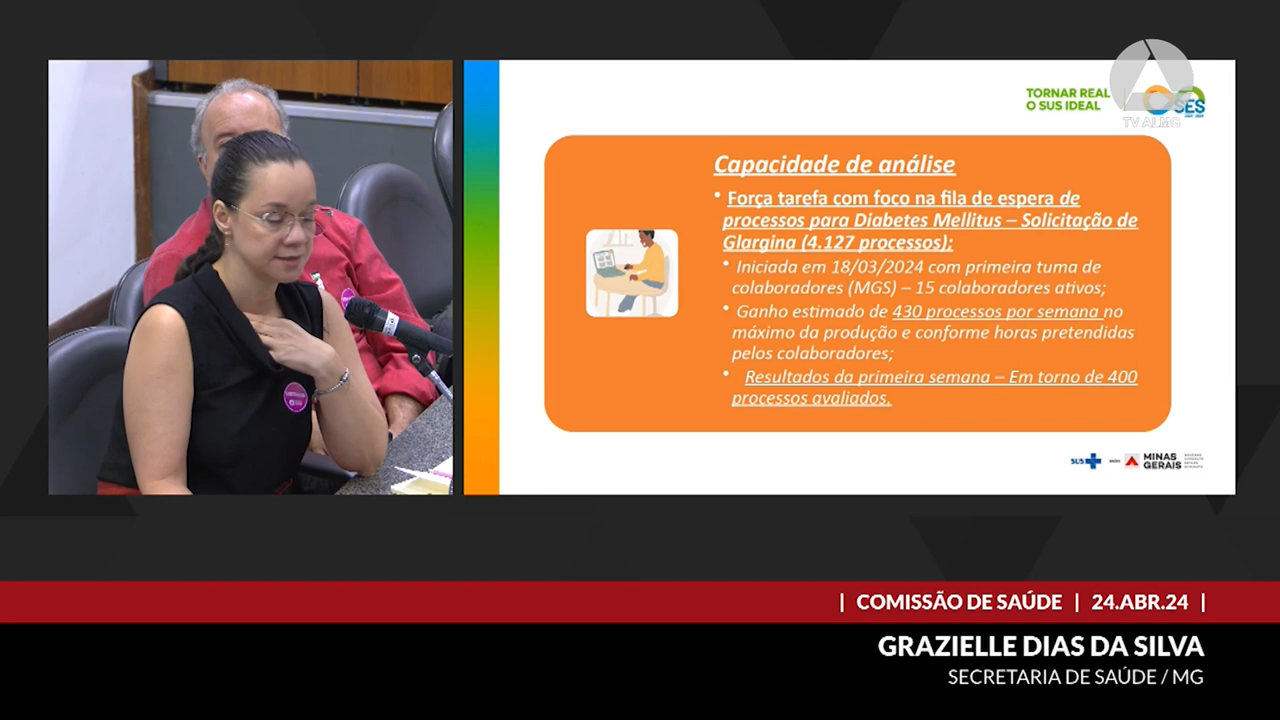 TORNAR REAL
O SUS IDEAL
SES
TV ALMG
Capacidade de análise
• Força tarefa com foco na fila de espera de
processos para Diabetes Mellitus – Solicitação de
Glargina (4.127 processos);
• Iniciada em 18/03/2024 com primeira tuma de
colaboradores (MGS) – 15 colaboradores ativos;
• Ganho estimado de 430 processos por semana no
máximo da produção e conforme horas pretendidas
pelos colaboradores;
• Resultados da primeira semana – Em torno de 400
processos avaliados.
SUS
MINAS
GERAIS
| COMISSÃO DE SAÚDE | 24.ABR.24 |
GRAZIELLE DIAS DA SILVA
SECRETARIA DE SAÚDE / MG